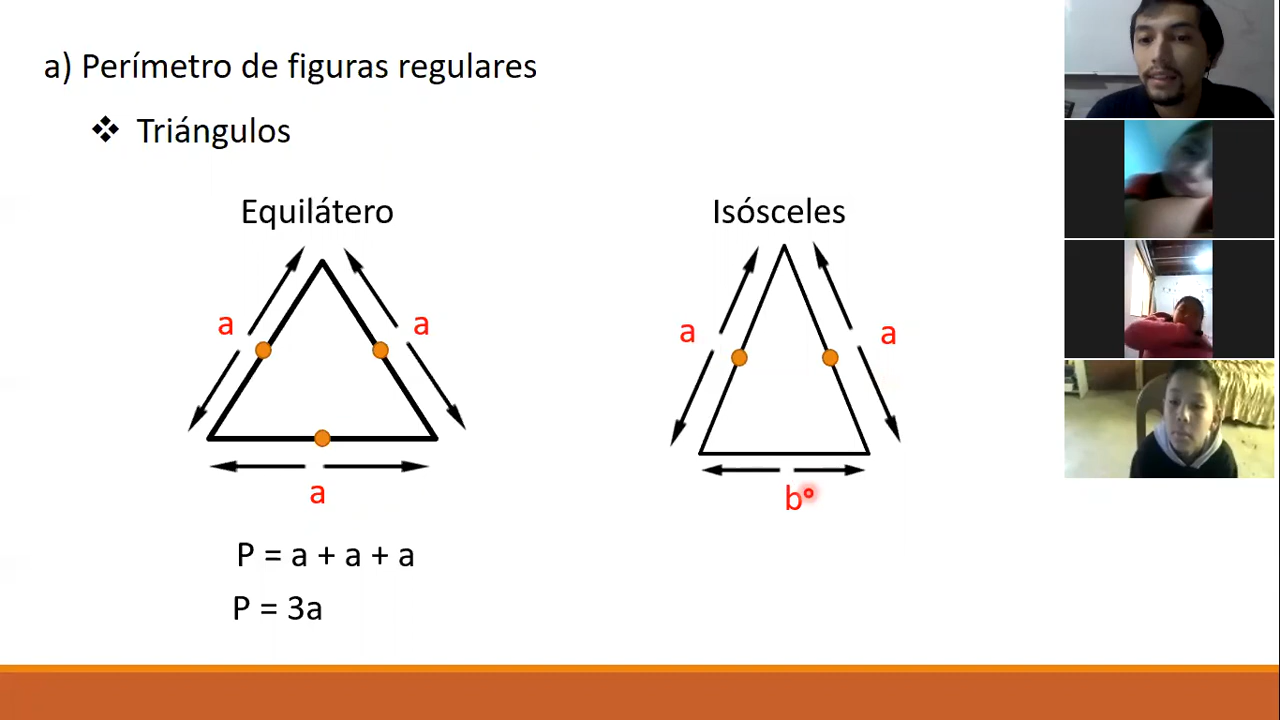 a) Perímetro de figuras regulares
❖ Triángulos
Equilátero
a
a
a
P = a + a + a
P = 3a
Isósceles
a
a
b